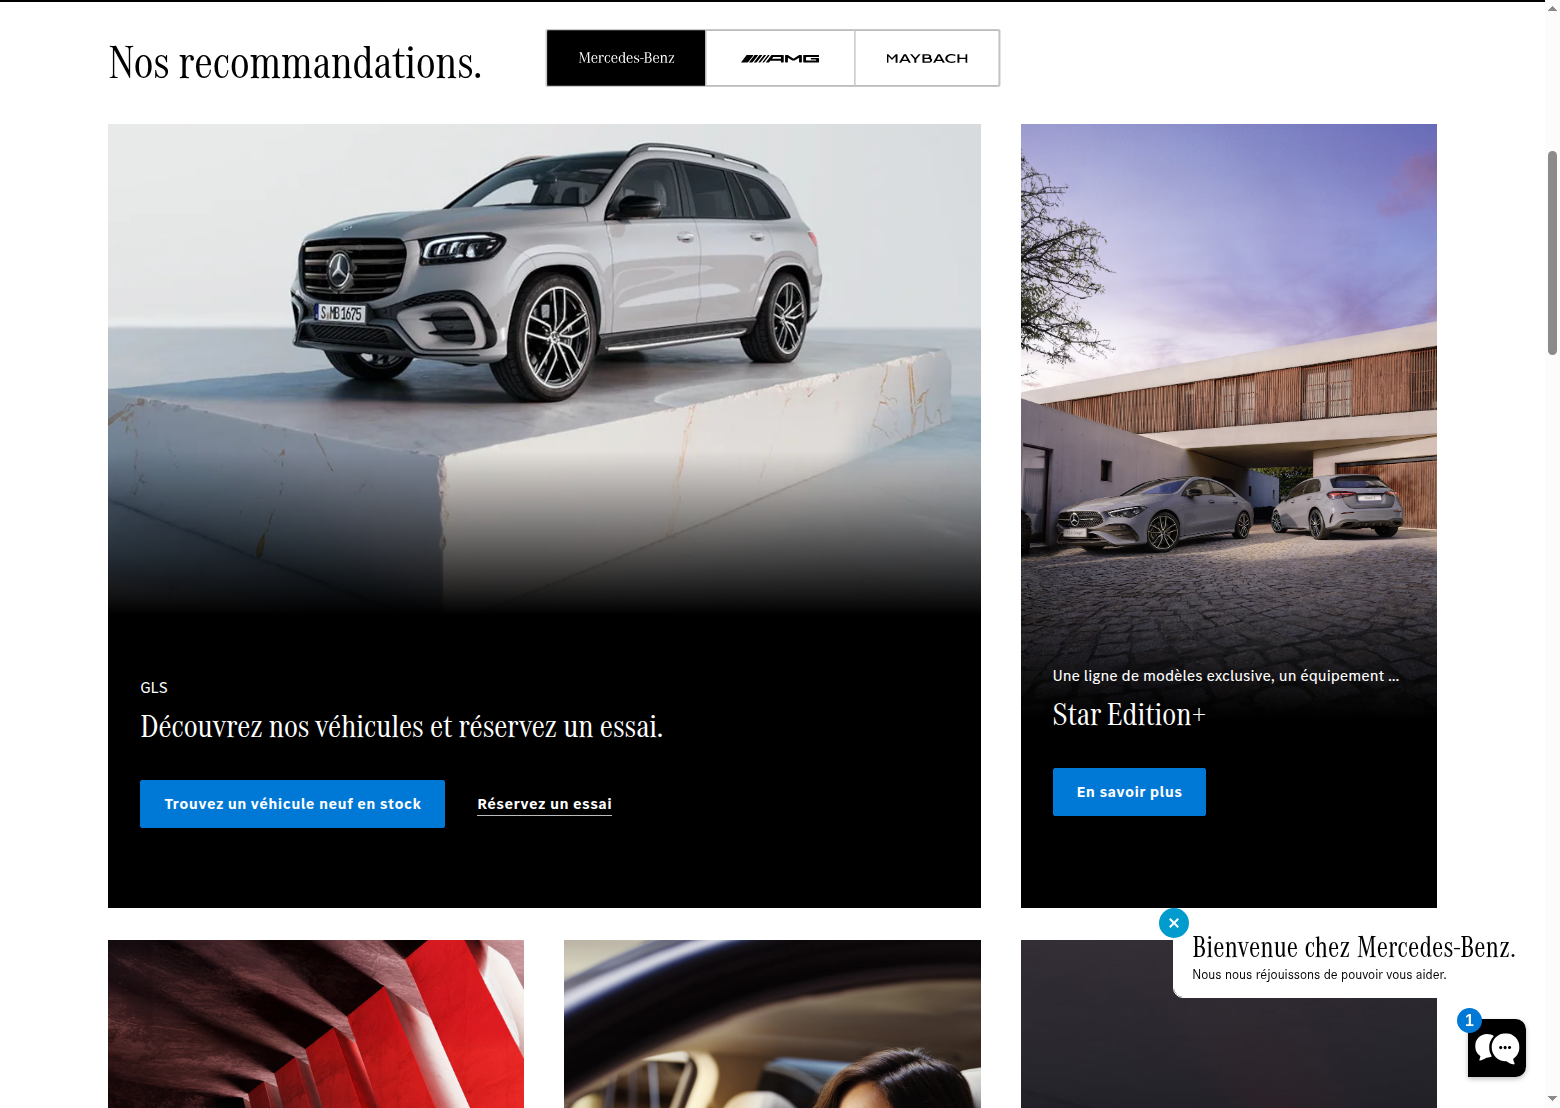 Nos recommandations.
Mercedes-Benz
AMG
MAYBACH
S MB 1675
GLS
Découvrez nos véhicules et réservez un essai.
Trouvez un véhicule neuf en stock
Réservez un essai
Une ligne de modèles exclusive, un équipement ...
Star Edition+
En savoir plus
Bienvenue chez Mercedes-Benz.
Nous nous réjouissons de pouvoir vous aider.
1